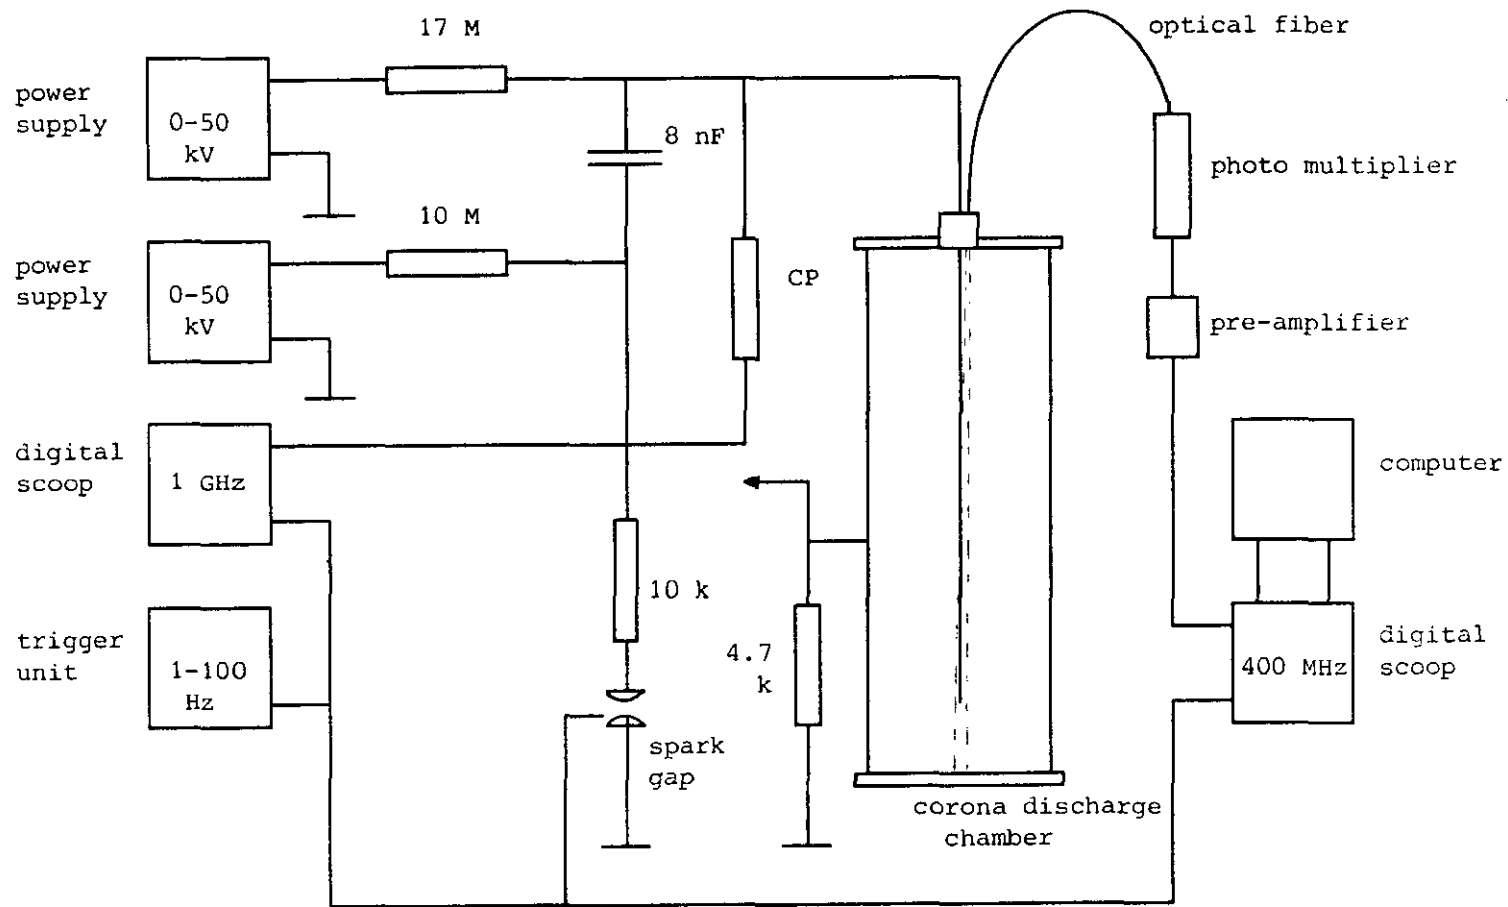 17 M
optical fiber
power
supply
0-50
kV
8 nF
photo multiplier
10 M
power
supply
0-50
kV
CP
pre-amplifier
digital
scoop
1 GHz
computer
10 k
trigger
unit
1-100
Hz
4.7
k
400 MHz
digital
scoop
spark
gap
corona discharge
chamber